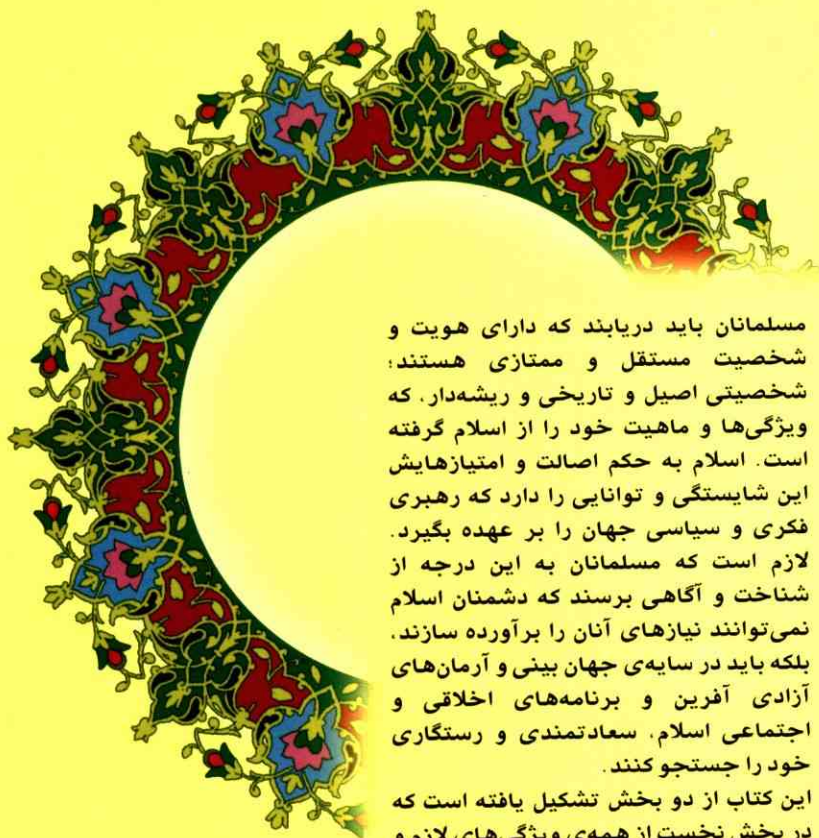 مسلمانان باید دریابند که دارای هویت و
شخصیت مستقل و ممتازی هستند؛
شخصیتی اصیل و تاریخی و ریشه‌دار، که
ویژگی‌ها و ماهیت خود را از اسلام گرفته
است. اسلام به حکم اصالت و امتیازهایش
این شایستگی و توانایی را دارد که رهبری
فکری و سیاسی جهان را بر عهده بگیرد.
لازم است که مسلمانان به این درجه از
شناخت و آگاهی برسند که دشمنان اسلام
نمی‌توانند نیازهای آنان را برآورده سازند،
بلکه باید در سایه‌ی جهان بینی و آرمان‌های
آزادی آفرین و برنامه‌های اخلاقی و
اجتماعی اسلام، سعادتمندی و رستگاری
خود را جستجو کنند.
این کتاب از دو بخش تشکیل یافته است که
در بخش نخست از همه‌ی ویژگی‌های لازم و